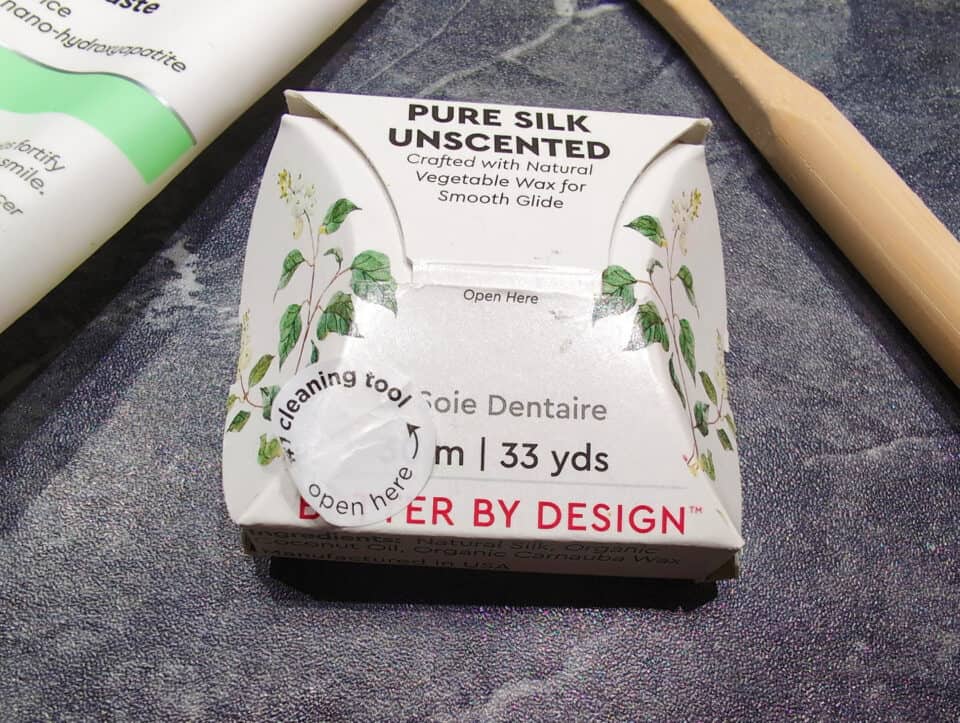 nano-hydroxyapatite
fortify
smile.
PURE SILK
UNSCENTED
Crafted with Natural
Vegetable Wax for
Smooth Glide
Open Here
#1 cleaning tool
open here
Soie Dentaire
m | 33 yds
BY DESIGN™
Ingredients: Natural Silk, Organic
Coconut Oil, Organic Carnauba Wax
Manufactured in USA